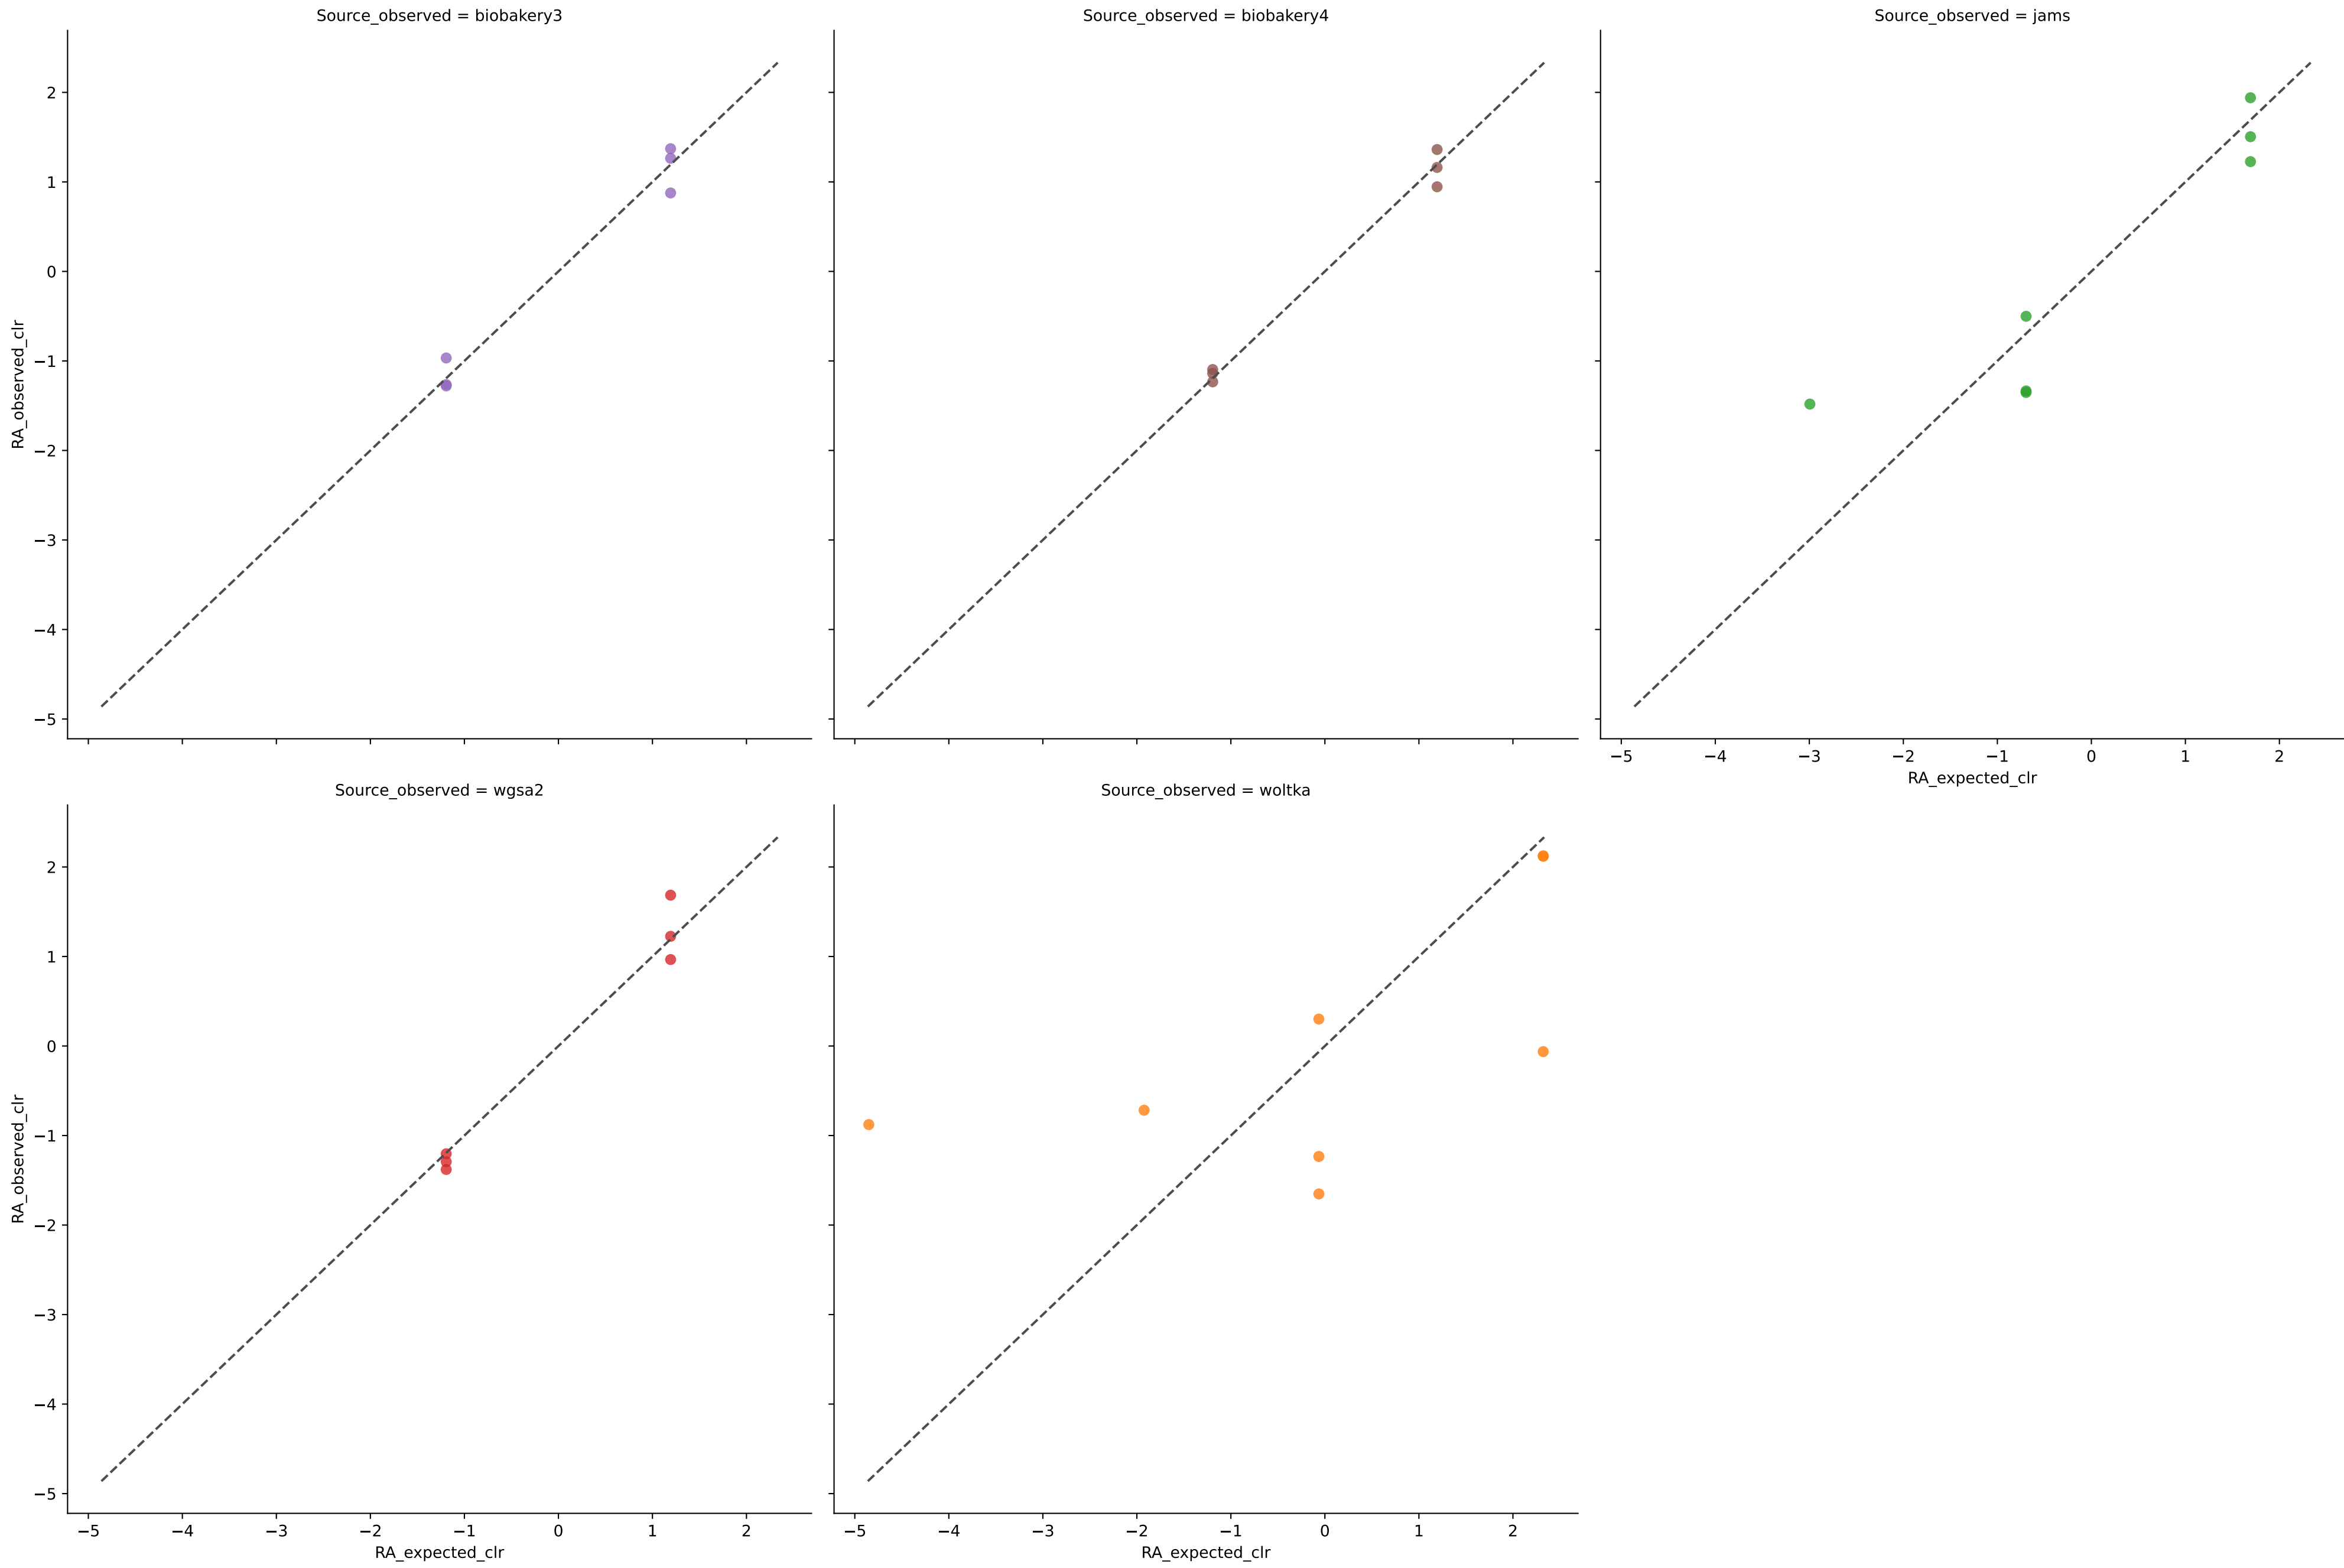 Source_observed = biobakery3
Source_observed = biobakery4
Source_observed = jams
RA_observed_clr
2
1
0
−1
−2
−3
−4
−5
−5 −4 −3 −2 −1 0 1 2
RA_expected_clr
Source_observed = wgsa2
Source_observed = woltka
RA_observed_clr
2
1
0
−1
−2
−3
−4
−5
−5 −4 −3 −2 −1 0 1 2
RA_expected_clr
−5 −4 −3 −2 −1 0 1 2
RA_expected_clr